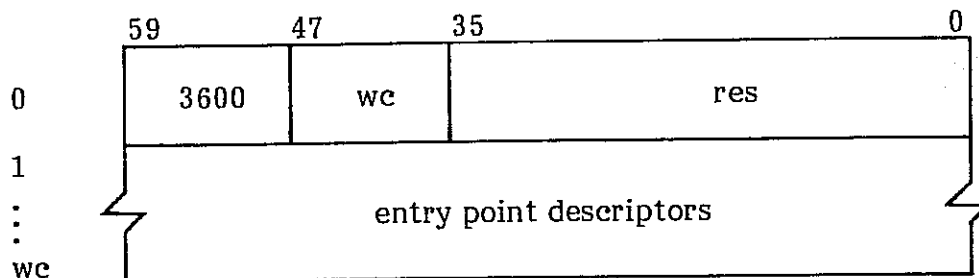 59 47 35 0
0 3600 wc res
1
⋮ entry point descriptors
wc